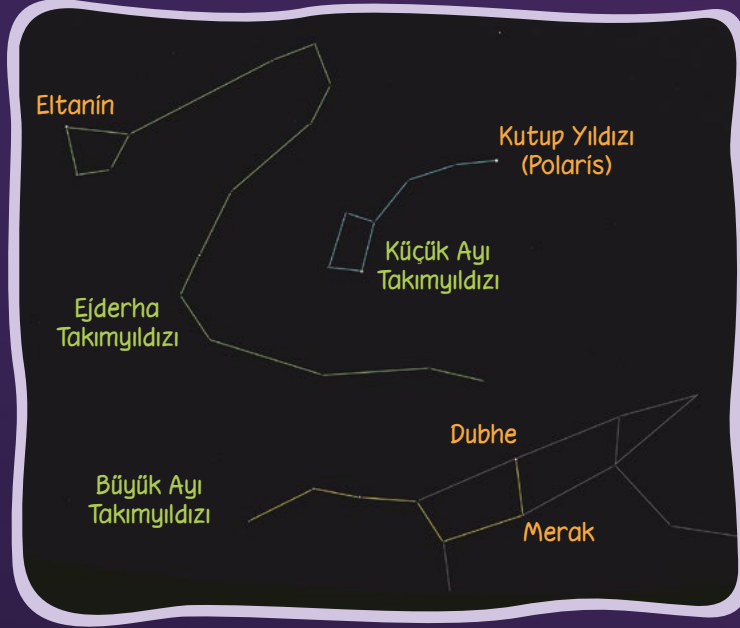 Eltanin
Kutup Yıldızı
(Polaris)
Küçük Ayı
Takımyıldızı
Ejderha
Takımyıldızı
Dubhe
Büyük Ayı
Takımyıldızı
Merak